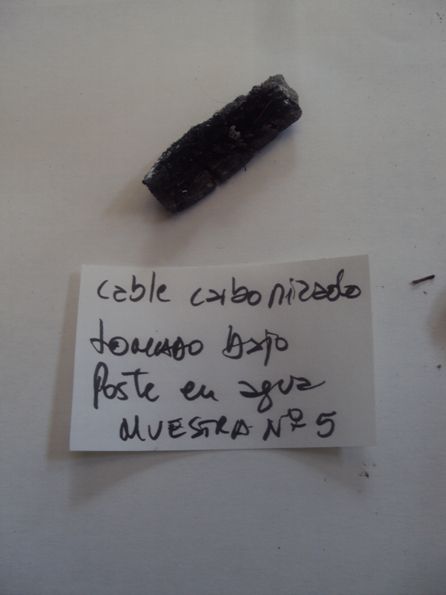 cable carbonizado
tomado bajo
Poste en agua
MUESTRA Nº 5